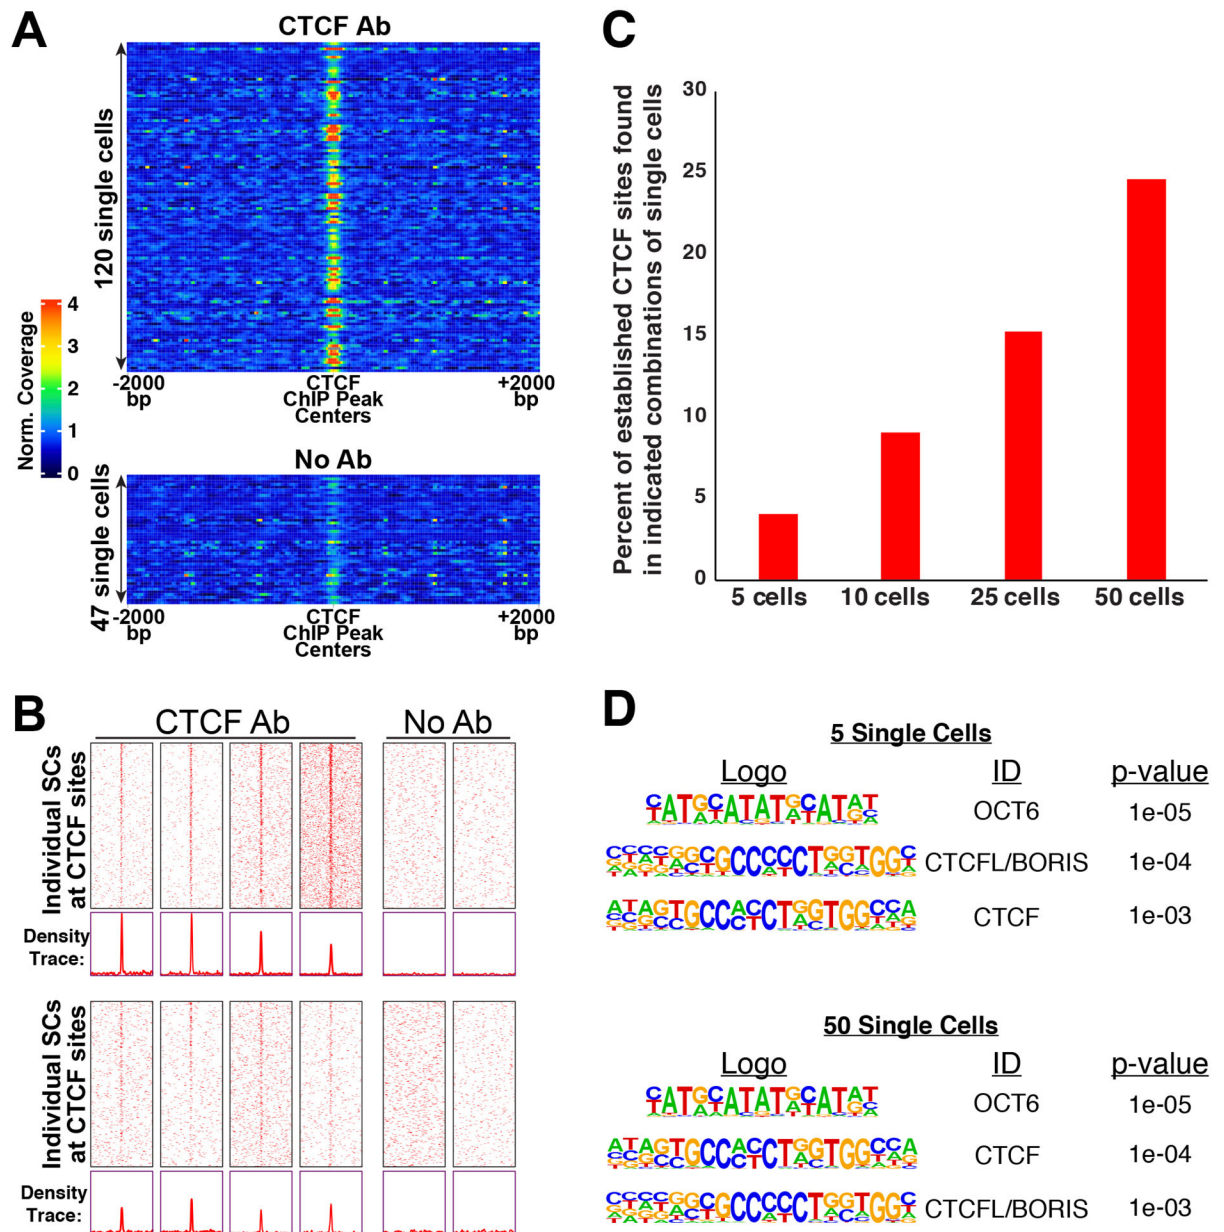 A
CTCF Ab
120 single cells
Norm. Coverage
4
3
2
1
0
-2000
bp
CTCF
ChIP Peak
Centers
+2000
bp
No Ab
47 single cells
-2000
bp
CTCF
ChIP Peak
Centers
+2000
bp
B
CTCF Ab
No Ab
Individual SCs
at CTCF sites
Density
Trace:
Individual SCs
at CTCF sites
Density
Trace:
C
Percent of established CTCF sites found
in indicated combinations of single cells
30
25
20
15
10
5
0
5 cells
10 cells
25 cells
50 cells
D
5 Single Cells
Logo ID p-value
OCT6 1e-05
CTCFL/BORIS 1e-04
CTCF 1e-03
50 Single Cells
Logo ID p-value
OCT6 1e-05
CTCF 1e-04
CTCFL/BORIS 1e-03